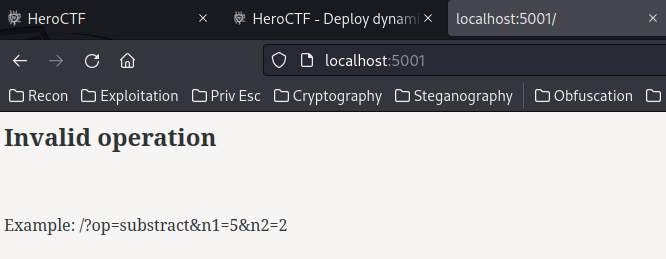 HeroCTF
HeroCTF - Deploy dynami
localhost:5001/
localhost:5001
Recon
Exploitation
Priv Esc
Cryptography
Steganography
Obfuscation
Invalid operation
Example: /?op=substract&n1=5&n2=2